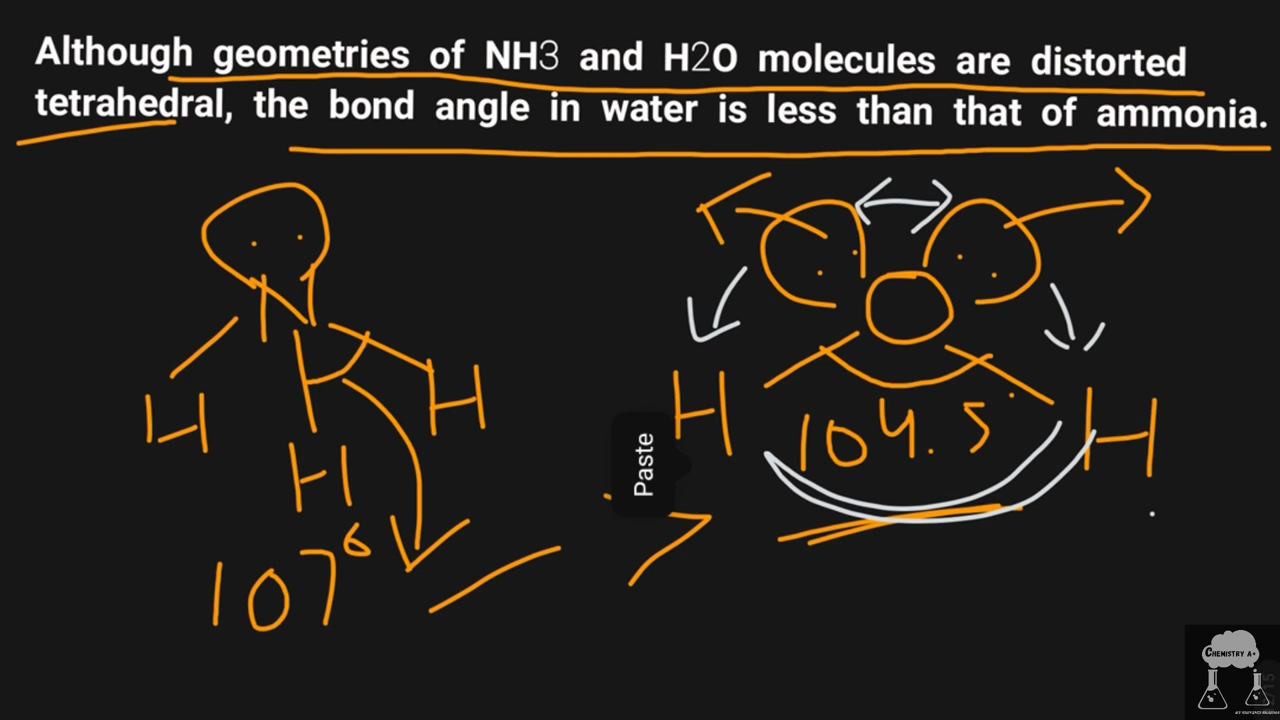 Although geometries of NH3 and H2O molecules are distorted
tetrahedral, the bond angle in water is less than that of ammonia.
N
O
H H H H
104.5°
H
Paste
107°
>
CHEMISTRY A+